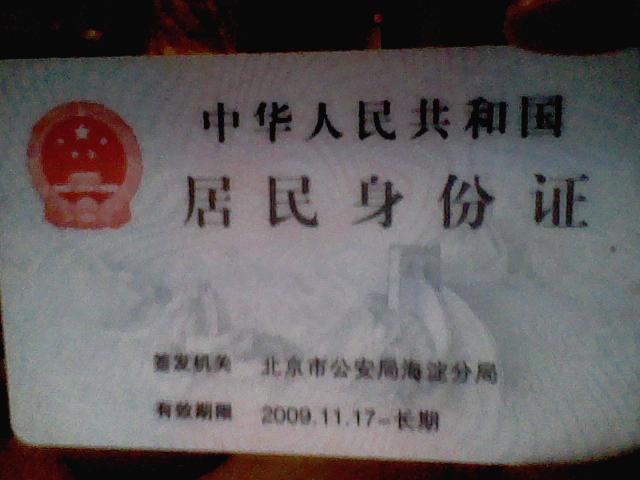 中华人民共和国
居民身份证
签发机关 北京市公安局海淀分局
有效期限 2009.11.17-长期